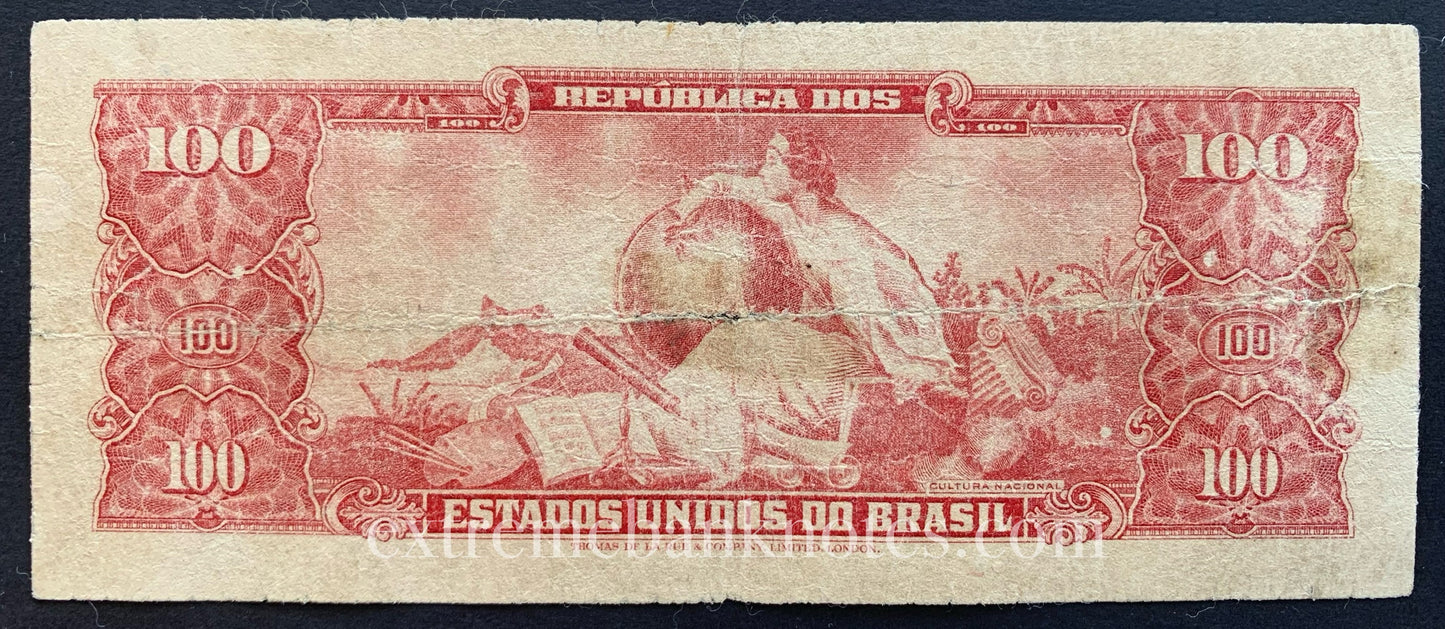 REPÚBLICA DOS
100 100
100 100
100 100
100 100
CULTURA NACIONAL
ESTADOS UNIDOS DO BRASIL
THOMAS DE LA RUE & COMPANY, LIMITED, LONDON.
extremebanknotes.com